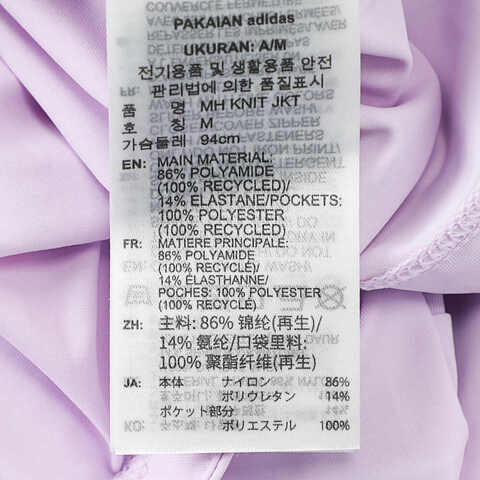 PAKAIAN adidas
UKURAN: A/M
전기용품 및 생활용품 안전
관리법에 의한 품질표시
품 명 MH KNIT JKT
호 칭 M
가슴둘레 94cm
EN: MAIN MATERIAL:
86% POLYAMIDE
(100% RECYCLED)/
14% ELASTANE/POCKETS:
100% POLYESTER
(100% RECYCLED)
FR: MATIERE PRINCIPALE:
86% POLYAMIDE
(100% RECYCLÉ)/
14% ÉLASTHANNE/
POCHES: 100% POLYESTER
(100% RECYCLÉ)
ZH: 主料: 86% 锦纶(再生)/
14% 氨纶/口袋里料:
100% 聚酯纤维(再生)
JA: 本体 ナイロン 86%
ポリウレタン 14%
ポケット部分
ポリエステル 100%